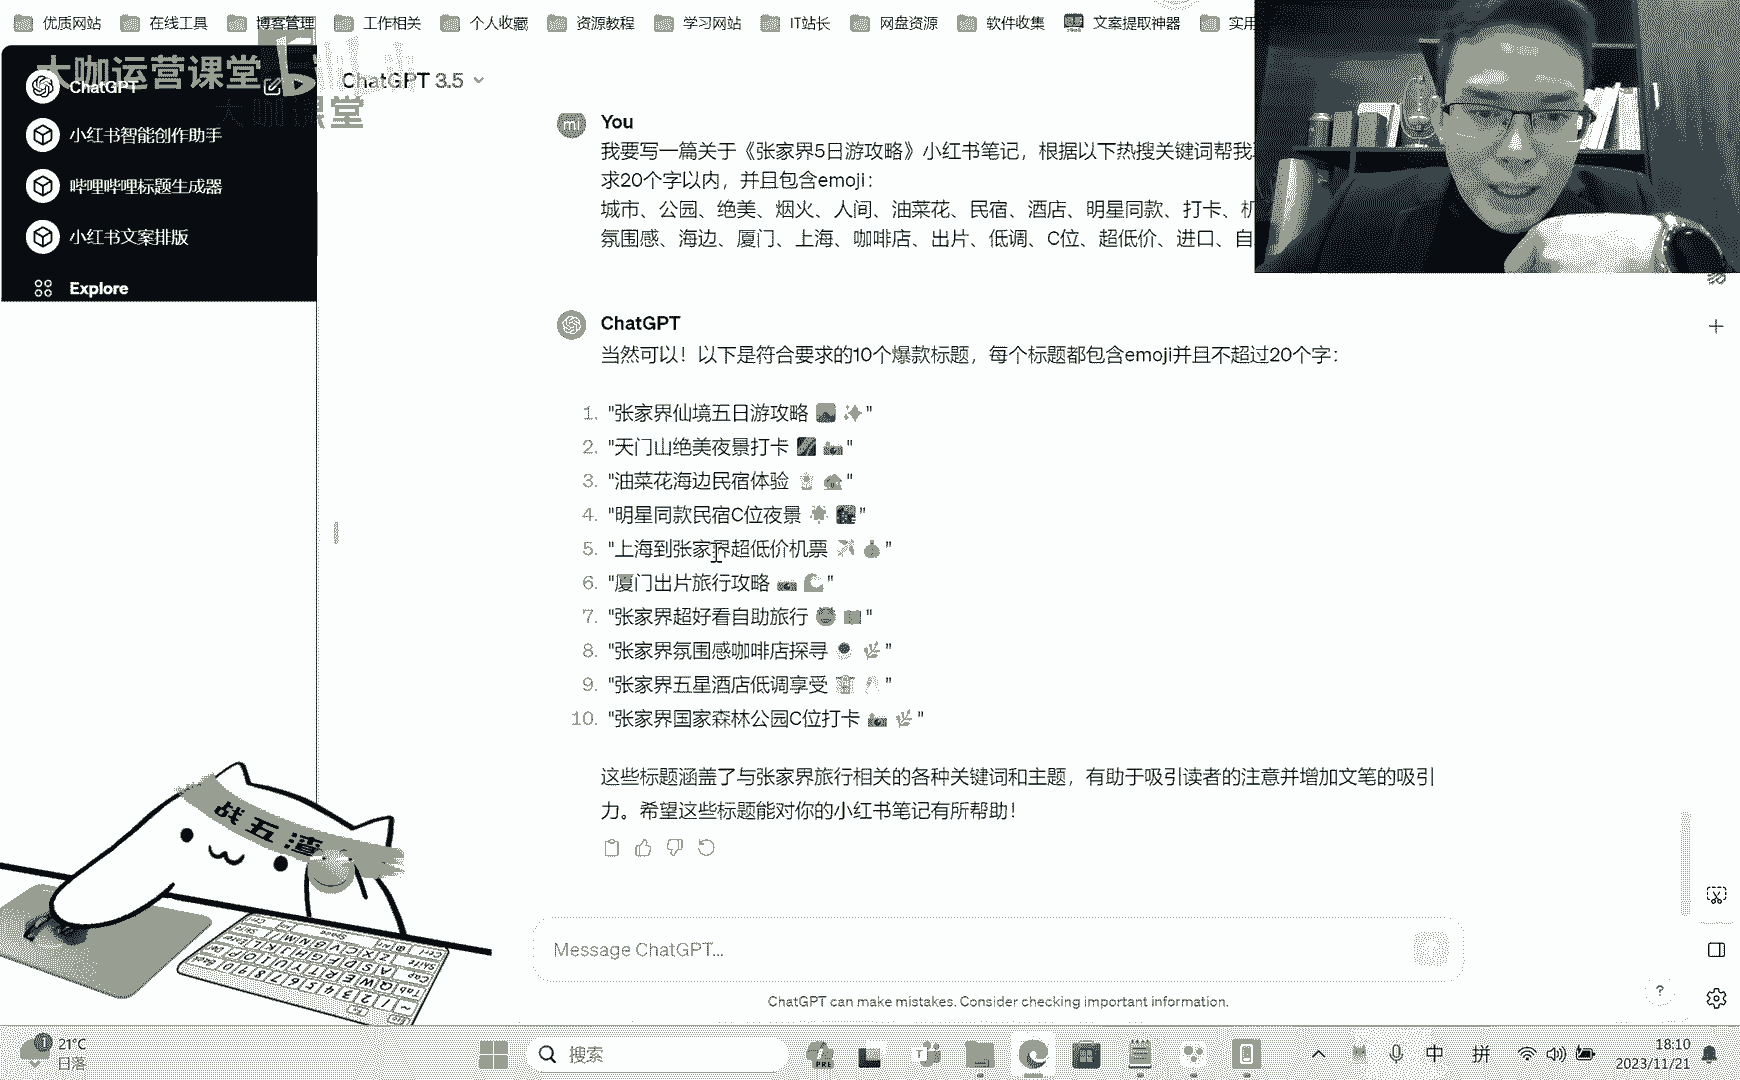 优质网站
在线工具
博客管理
工作相关
个人收藏
资源教程
学习网站
IT站长
网盘资源
软件收集
文案提取神器
实用
大咖运营课堂
大咖课堂
ChatGPT
小红书智能创作助手
哔哩哔哩标题生成器
小红书文案排版
Explore
ChatGPT 3.5
You
我要写一篇关于《张家界5日游攻略》小红书笔记，根据以下热搜关键词帮我
求20个字以内，并且包含emoji：
城市、公园、绝美、烟火、人间、油菜花、民宿、酒店、明星同款、打卡、
氛围感、海边、厦门、上海、咖啡店、出片、低调、C位、超低价、进口、自
ChatGPT
当然可以！以下是符合要求的10个爆款标题，每个标题都包含emoji并且不超过20个字：
1. "张家界仙境五日游攻略"
2. "天门山绝美夜景打卡"
3. "油菜花海边民宿体验"
4. "明星同款民宿C位夜景"
5. "上海到张家界超低价机票"
6. "厦门出片旅行攻略"
7. "张家界超好看自助旅行"
8. "张家界氛围感咖啡店探寻"
9. "张家界五星酒店低调享受"
10. "张家界国家森林公园C位打卡"
这些标题涵盖了与张家界旅行相关的各种关键词和主题，有助于吸引读者的注意并增加文笔的吸引
力。希望这些标题能对你的小红书笔记有所帮助！
战五渣
Message ChatGPT...
ChatGPT can make mistakes. Consider checking important information.
?
21°C
日落
搜索
中
拼
18:10
2023/11/21